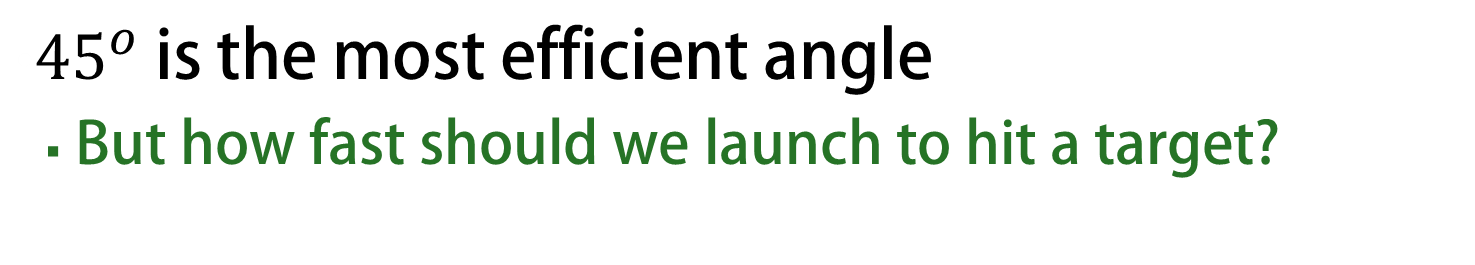 45° is the most efficient angle
▪ But how fast should we launch to hit a target?